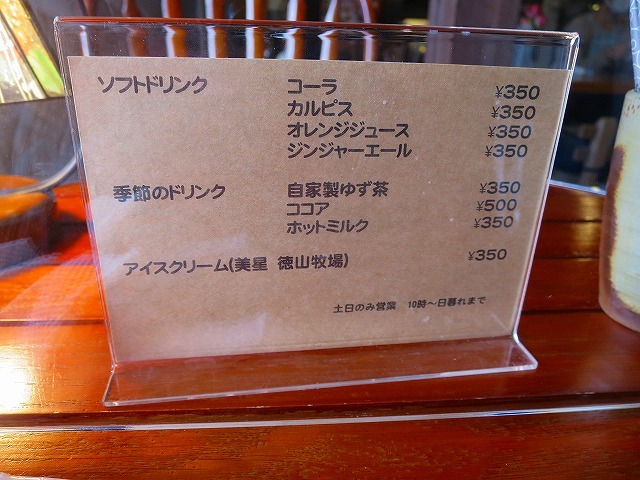 ソフトドリンク コーラ ¥350
カルピス ¥350
オレンジジュース ¥350
ジンジャーエール ¥350
季節のドリンク 自家製ゆず茶 ¥350
ココア ¥500
ホットミルク ¥350
アイスクリーム(美星 徳山牧場) ¥350
土日のみ営業 10時～日暮れまで